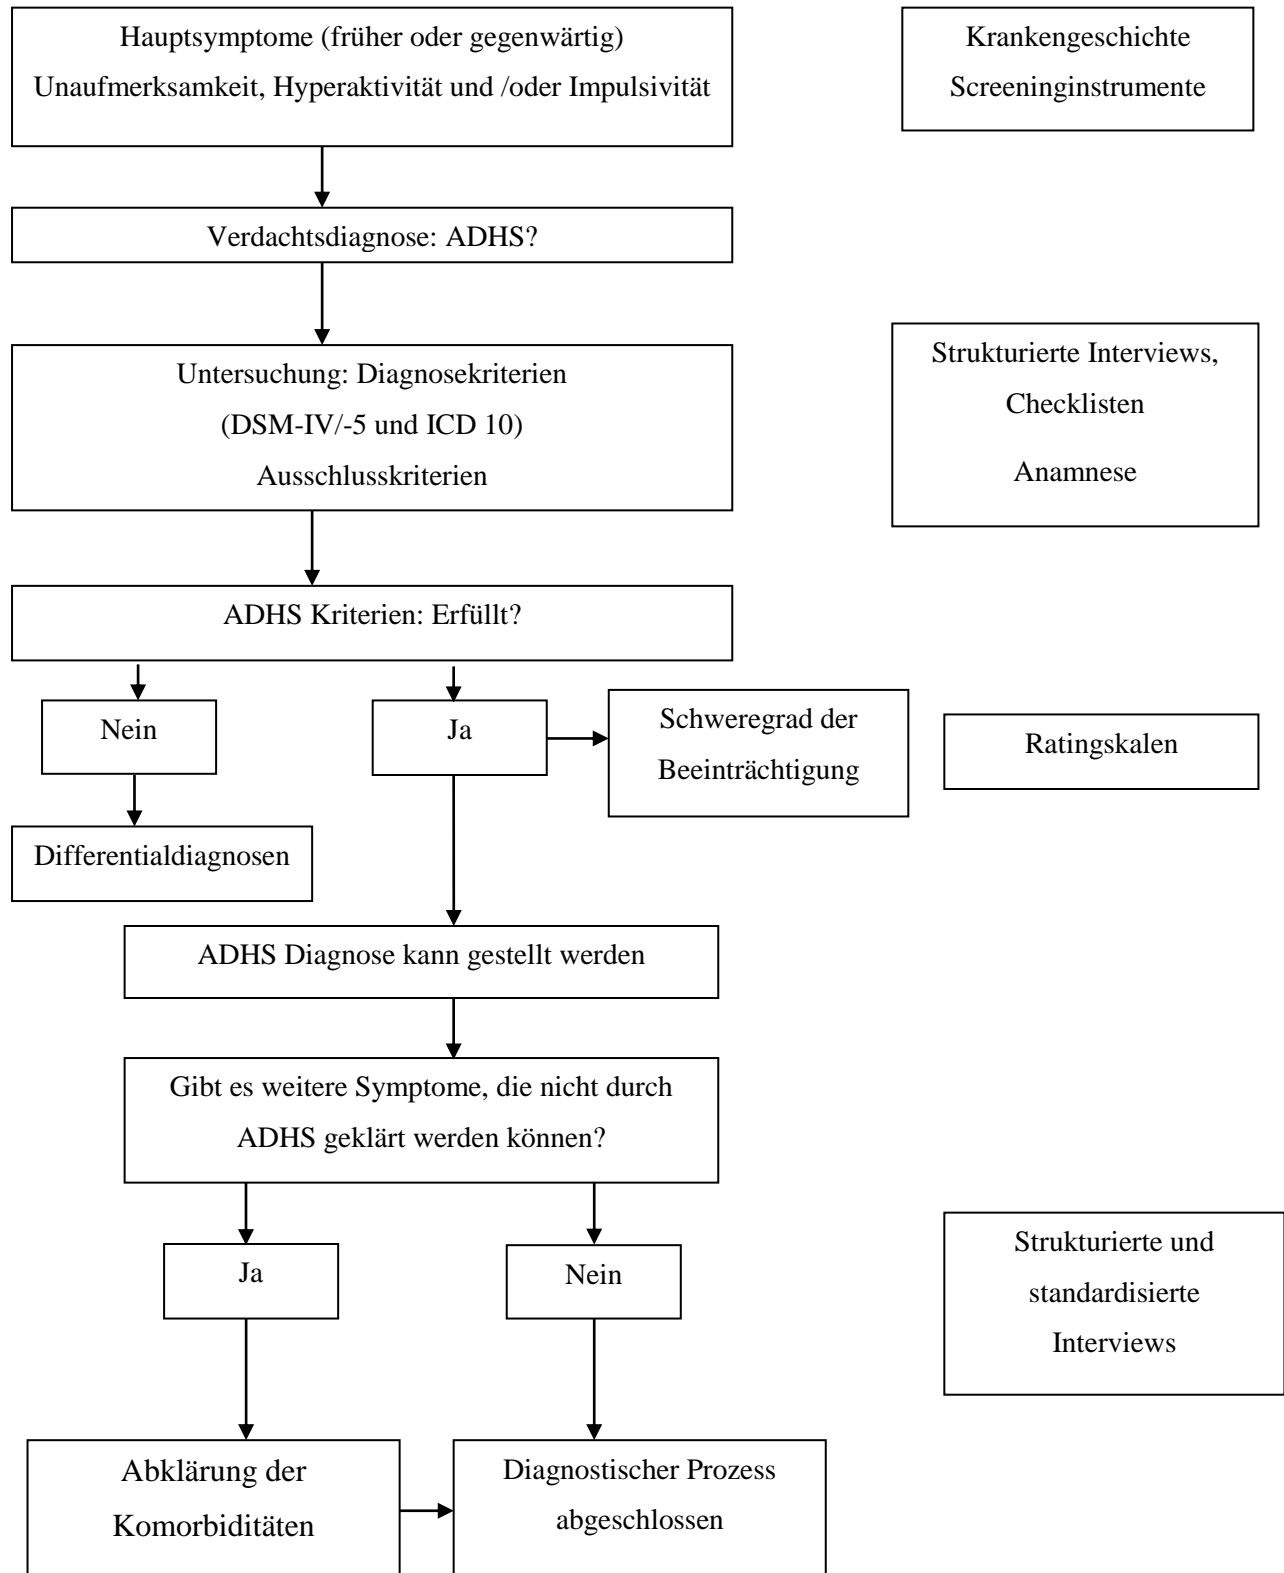 Hauptsymptome (früher oder gegenwärtig)
Unaufmerksamkeit, Hyperaktivität und /oder Impulsivität
Krankengeschichte
Screeninginstrumente
Verdachtsdiagnose: ADHS?
Untersuchung: Diagnosekriterien
(DSM-IV/-5 und ICD 10)
Ausschlusskriterien
Strukturierte Interviews,
Checklisten
Anamnese
ADHS Kriterien: Erfüllt?
Nein
Ja
Schweregrad der
Beeinträchtigung
Ratingskalen
Differentialdiagnosen
ADHS Diagnose kann gestellt werden
Gibt es weitere Symptome, die nicht durch
ADHS geklärt werden können?
Ja
Nein
Strukturierte und
standardisierte
Interviews
Abklärung der
Komorbiditäten
Diagnostischer Prozess
abgeschlossen